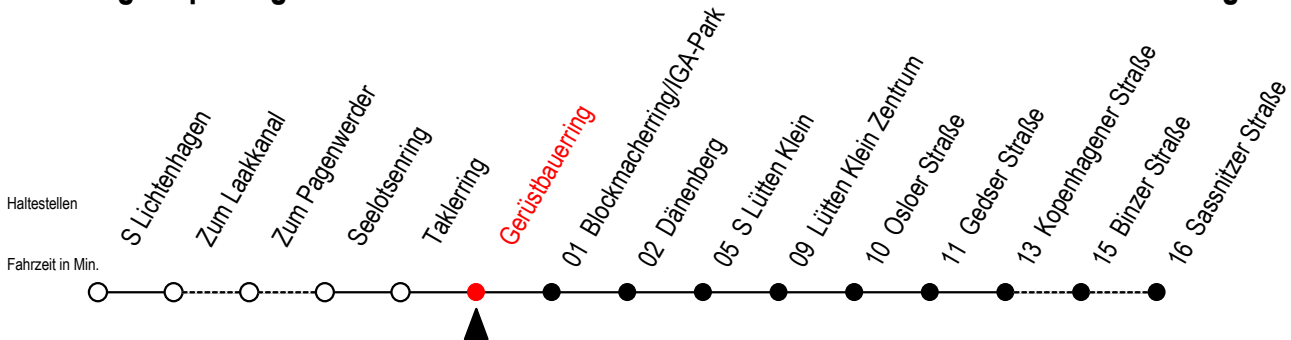 Haltestellen
Fahrzeit in Min.
S Lichtenhagen
Zum Laakkanal
Zum Pagenwerder
Seelotsenring
Taklerring
Gerüstbauerring
01 Blockmacherring/IGA-Park
02 Dänenberg
05 S Lütten Klein
09 Lütten Klein Zentrum
10 Osloer Straße
11 Gedser Straße
13 Kopenhagener Straße
15 Binzer Straße
16 Sassnitzer Straße